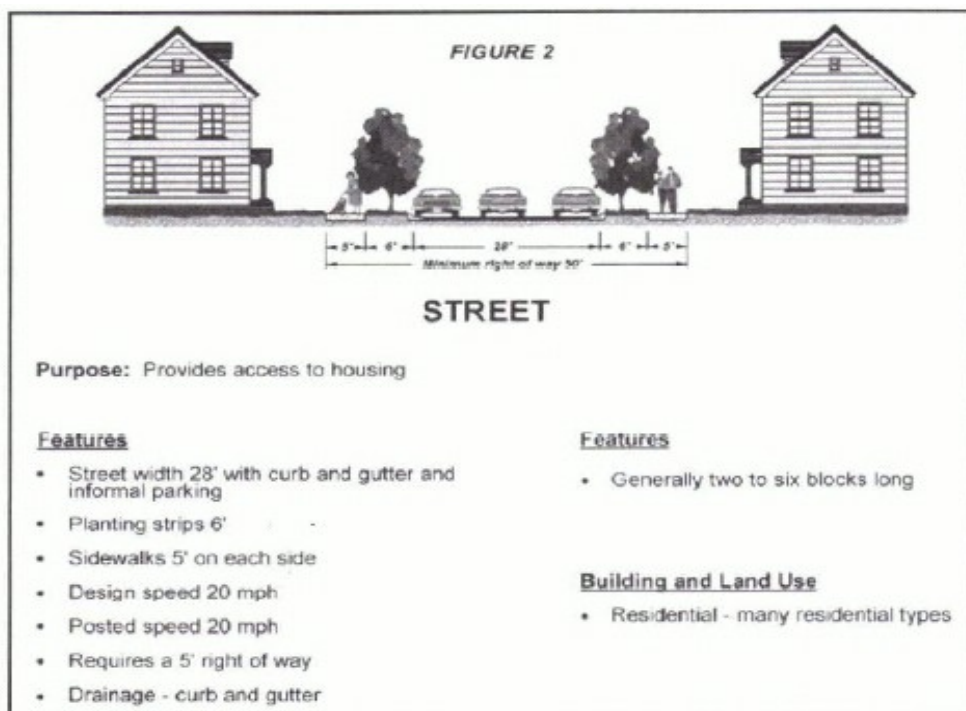 FIGURE 2
5' 6' 28' 6' 5'
Minimum right of way 50'
STREET
Purpose: Provides access to housing
Features
• Street width 28' with curb and gutter and
informal parking
• Planting strips 6'
• Sidewalks 5' on each side
• Design speed 20 mph
• Posted speed 20 mph
• Requires a 5' right of way
• Drainage - curb and gutter
Features
• Generally two to six blocks long
Building and Land Use
• Residential - many residential types